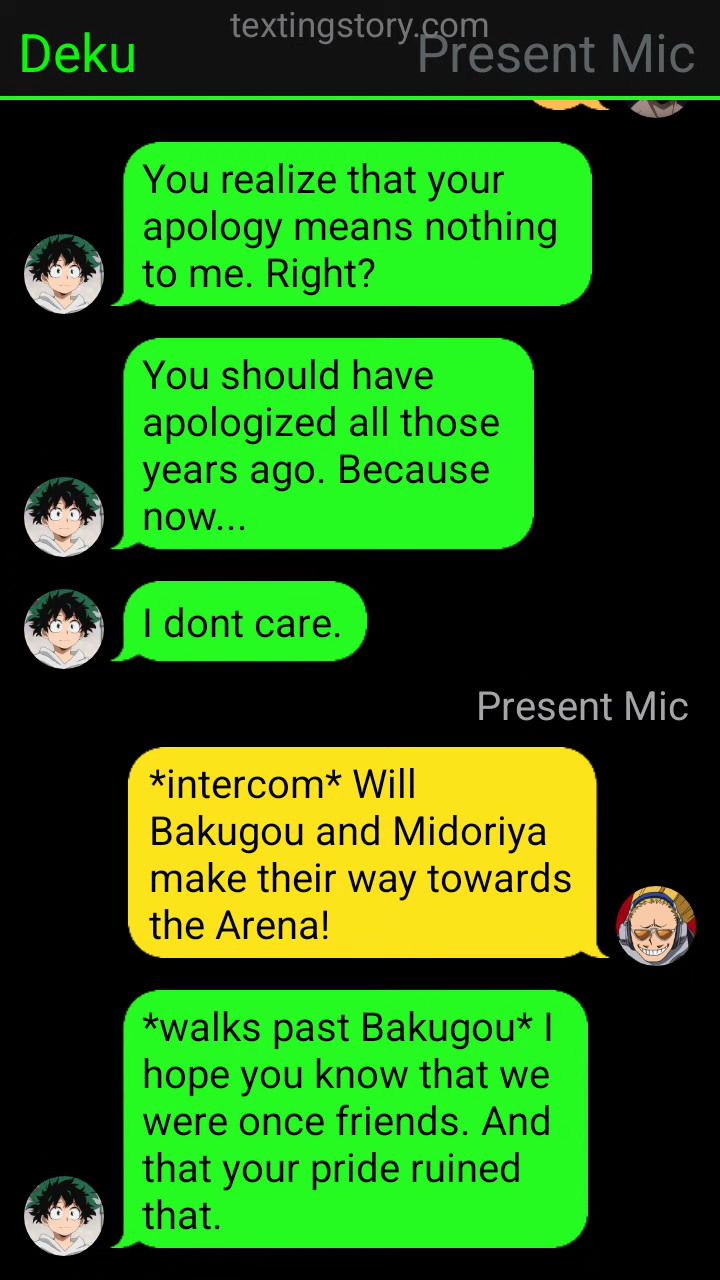 textingstory.com
Deku
Present Mic
You realize that your
apology means nothing
to me. Right?
You should have
apologized all those
years ago. Because
now...
I dont care.
Present Mic
*intercom* Will
Bakugou and Midoriya
make their way towards
the Arena!
*walks past Bakugou* I
hope you know that we
were once friends. And
that your pride ruined
that.